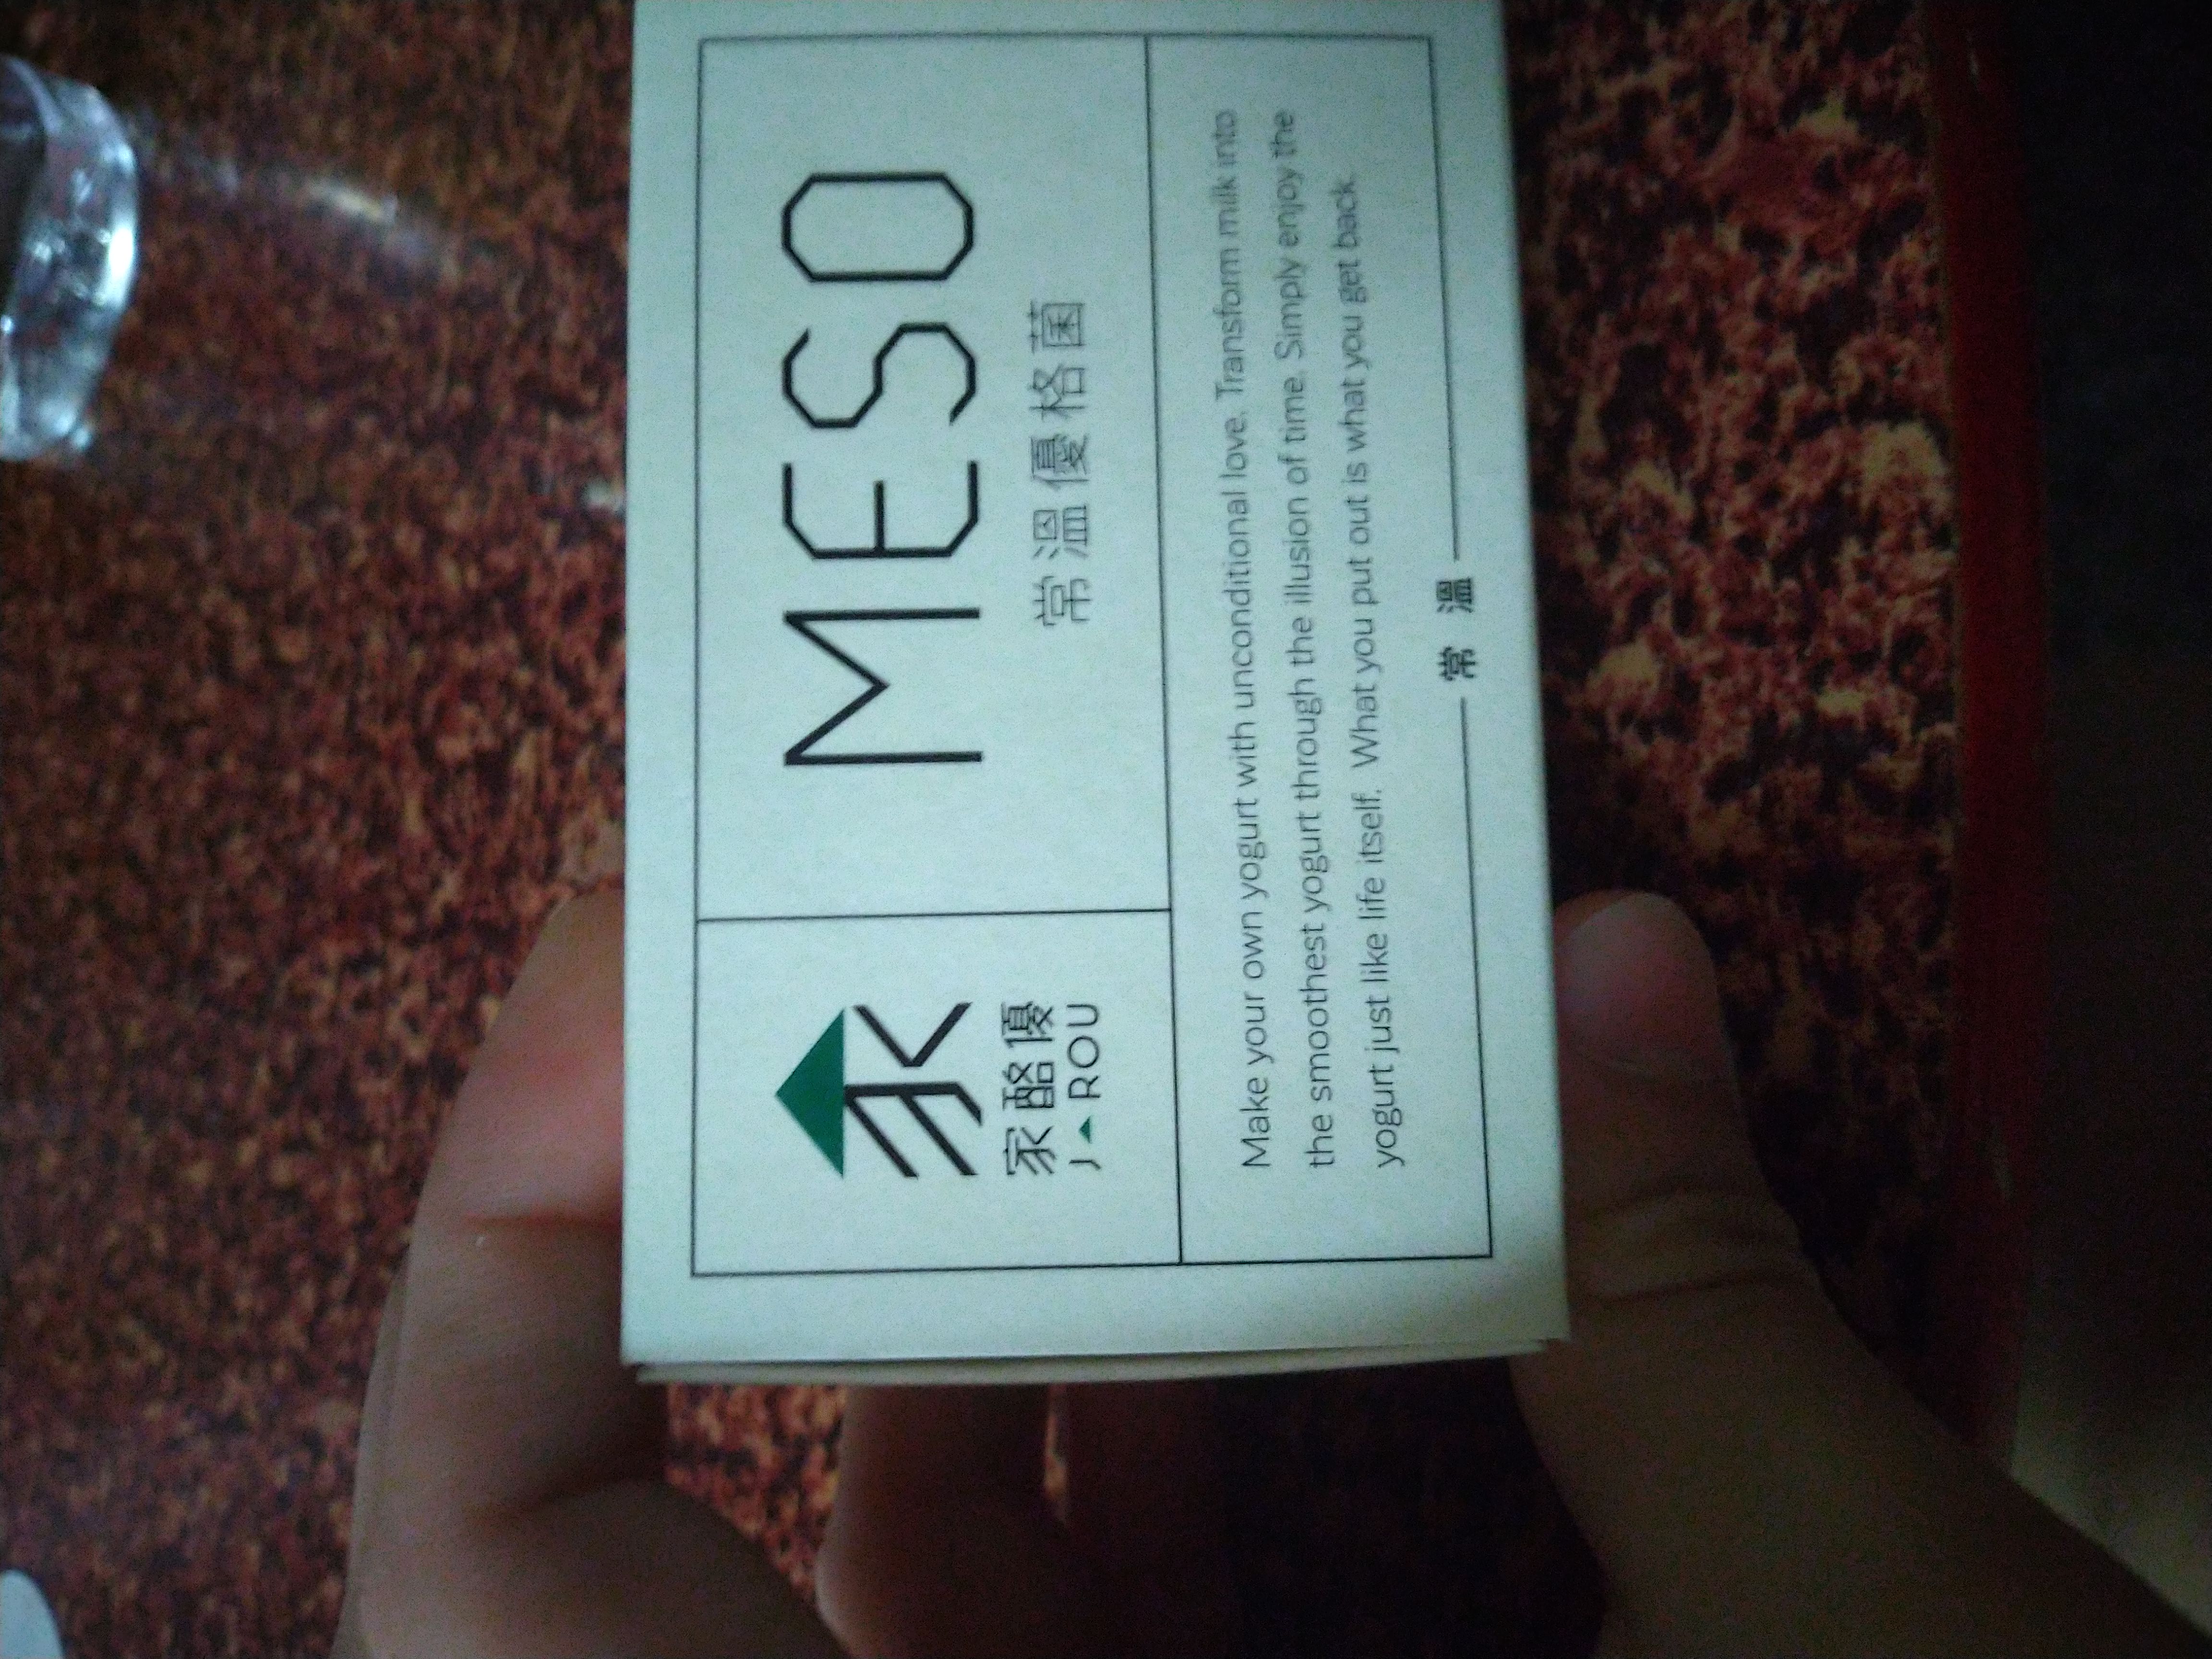 家酪優
J▲ROU
MESO
常溫優格菌
Make your own yogurt with unconditional love. Transform milk into
the smoothest yogurt through the illusion of time. Simply enjoy the
yogurt just like life itself. What you put out is what you get back.
常溫